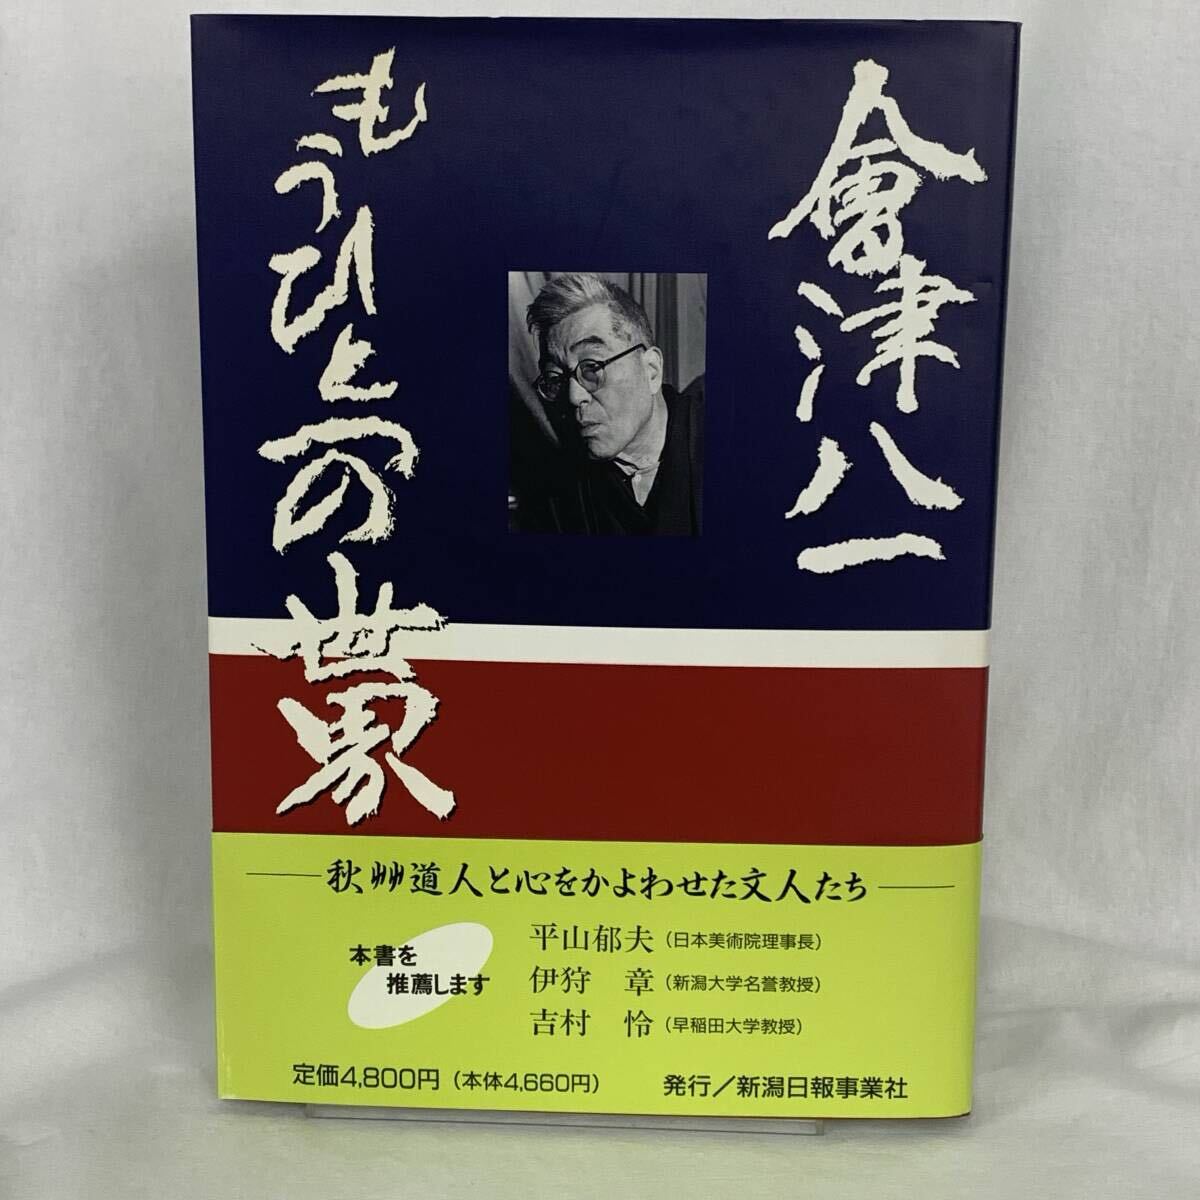 會津八一
もうひとつの世界
秋艸道人と心をかよわせた文人たち
本書を
推薦します
平山郁夫（日本美術院理事長）
伊狩　章（新潟大学名誉教授）
吉村　怜（早稲田大学教授）
定価4,800円（本体4,660円）
発行／新潟日報事業社